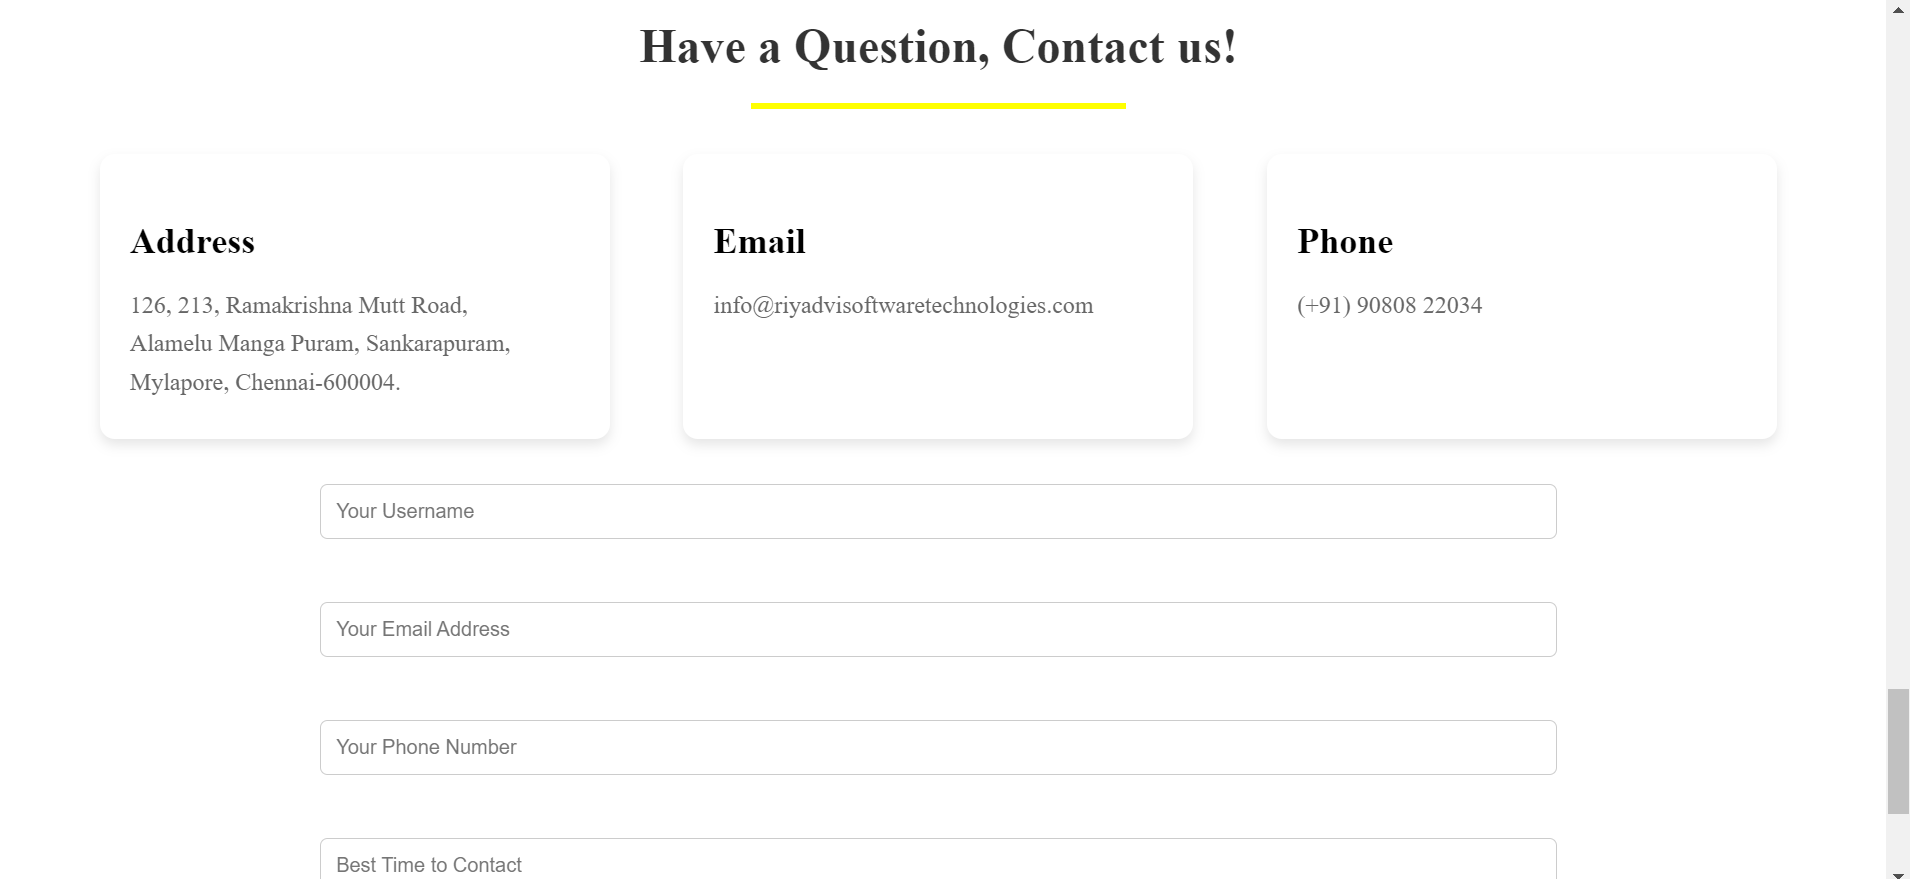 Have a Question, Contact us!
Address
126, 213, Ramakrishna Mutt Road,
Alamelu Manga Puram, Sankarapuram,
Mylapore, Chennai-600004.
Email
info@riyadvisoftwaretechnologies.com
Phone
(+91) 90808 22034
Your Username
Your Email Address
Your Phone Number
Best Time to Contact